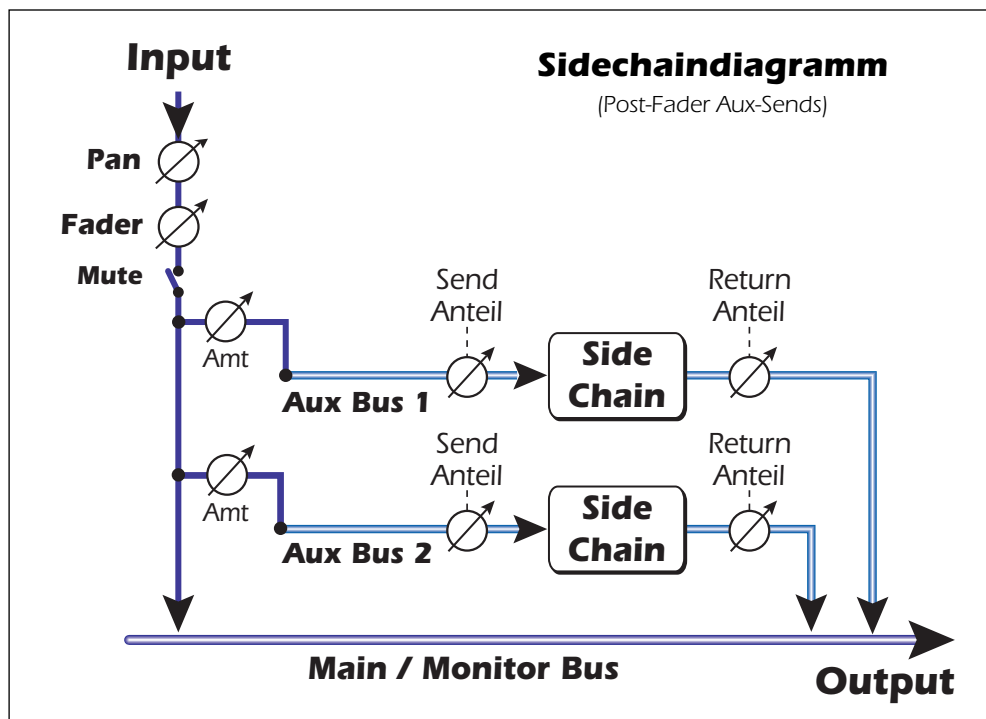 Input
Sidechaindiagramm
(Post-Fader Aux-Sends)
Pan
Fader
Mute
Amt
Send
Anteil
Return
Anteil
Side
Chain
Aux Bus 1
Amt
Send
Anteil
Return
Anteil
Side
Chain
Aux Bus 2
Main / Monitor Bus
Output